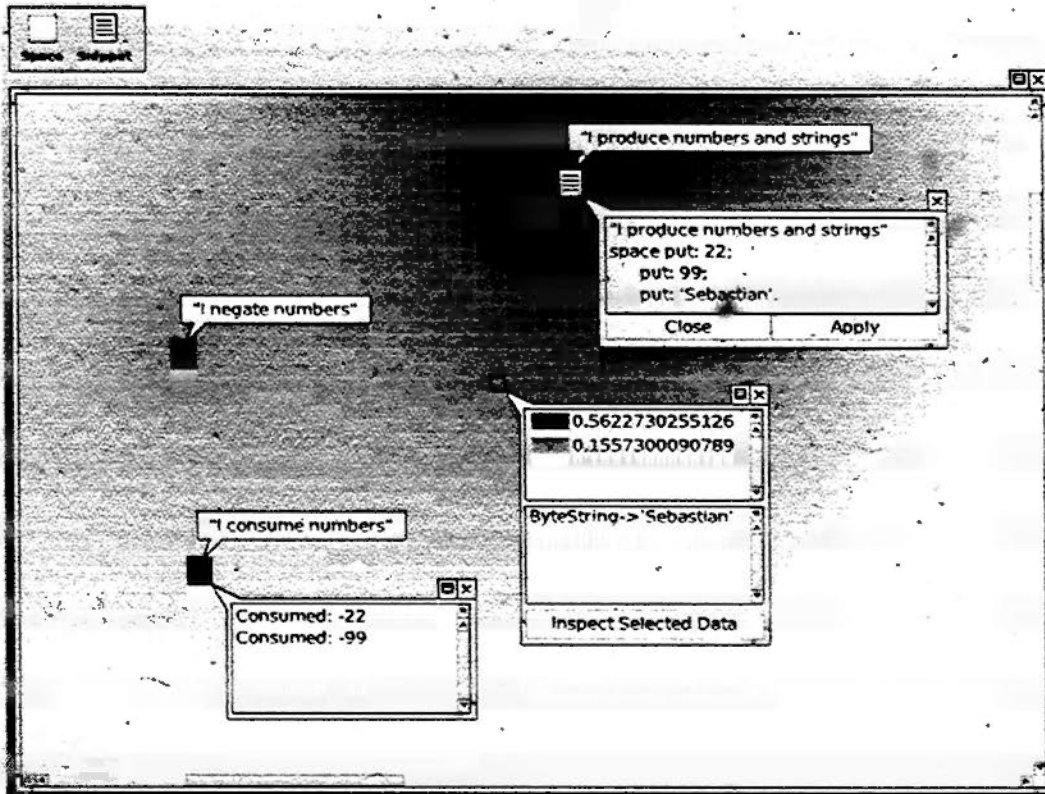 Space Snippet
"I produce numbers and strings"
"I produce numbers and strings"
space put: 22;
put: 99;
put: 'Sebastian'
Close Apply
"I negate numbers"
0.5622730255126
0.1557300090789
ByteString->'Sebastian'
Inspect Selected Data
"I consume numbers"
Consumed: -22
Consumed: -99